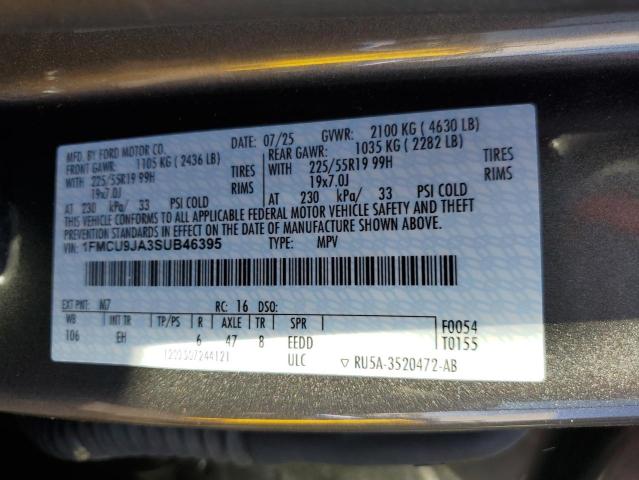 MFD. BY FORD MOTOR CO. DATE: 07/25 GVWR: 2100 KG ( 4630 LB)
FRONT GAWR: 1105 KG ( 2436 LB) REAR GAWR: 1035 KG ( 2282 LB)
WITH 225/55R19 99H TIRES WITH 225/55R19 99H TIRES
19x7.0J RIMS 19x7.0J RIMS
AT 230 kPa/ 33 PSI COLD AT 230 kPa/ 33 PSI COLD
THIS VEHICLE CONFORMS TO ALL APPLICABLE FEDERAL MOTOR VEHICLE SAFETY AND THEFT
PREVENTION STANDARDS IN EFFECT ON THE DATE OF MANUFACTURE SHOWN ABOVE.
VIN: 1FMCU9JA3SUB46395 TYPE: MPV
EXT PNT: M7 RC: 16 DSO:
WB INT TR TP/PS R AXLE TR SPR F0054
106 EH 6 47 8 EEDD T0155
ULC ▽ RU5A-3520472-AB